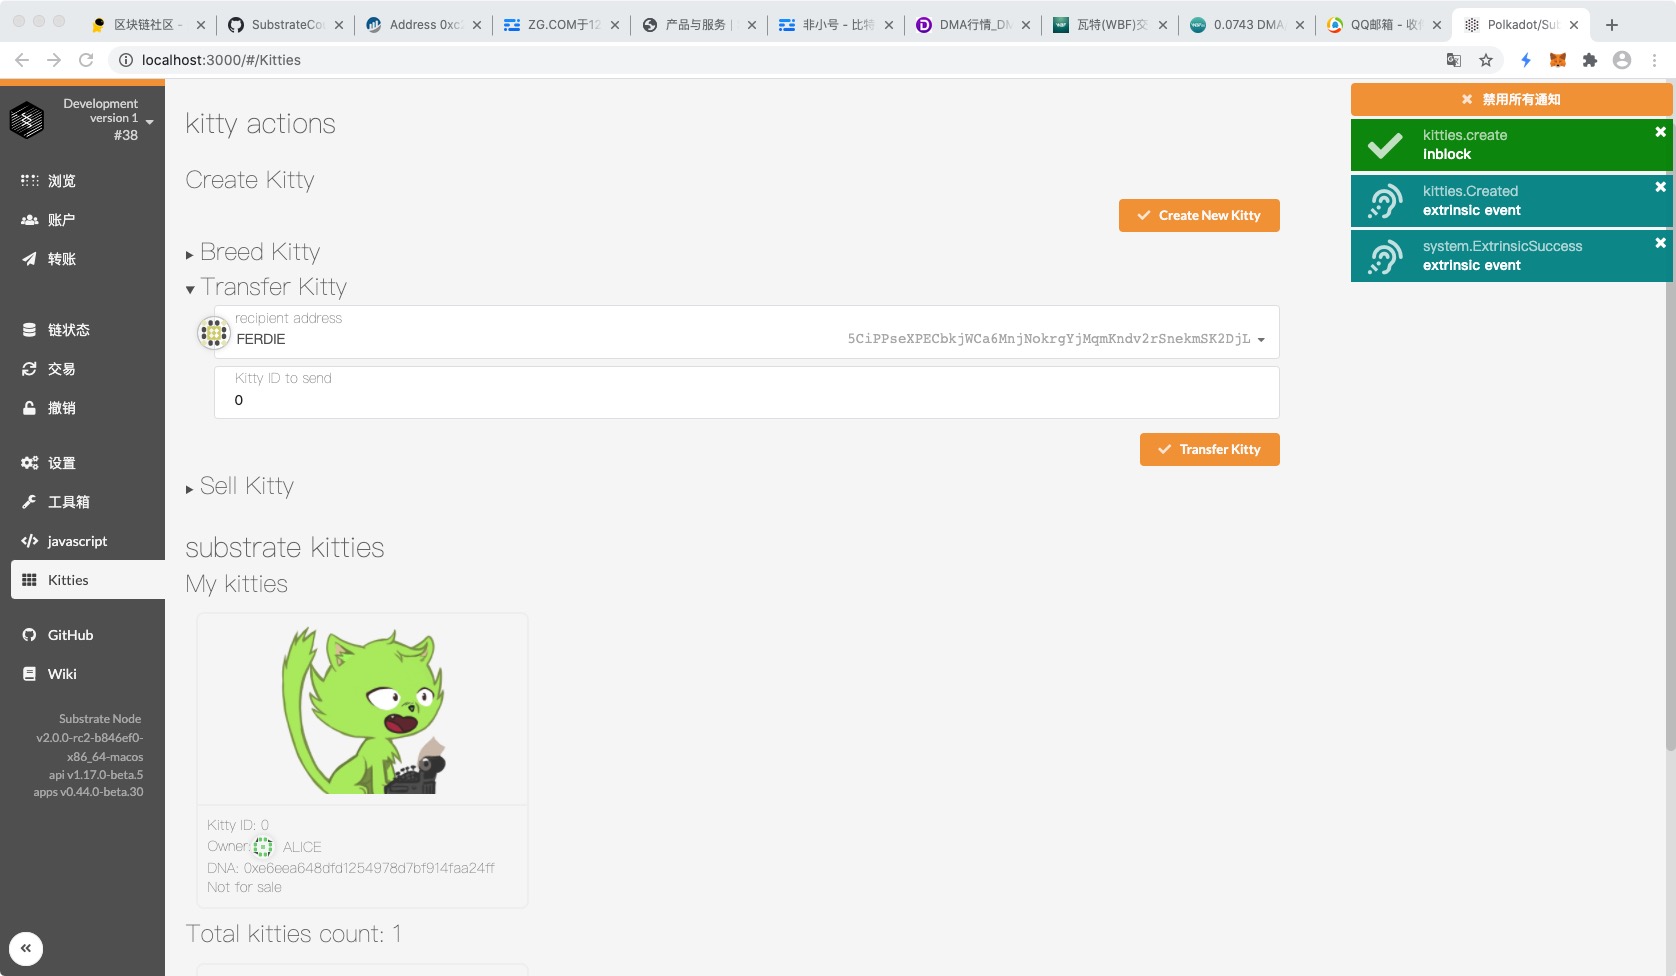 区块链社区 -
SubstrateCo
Address 0xc
ZG.COM于12
产品与服务 |
非小号 - 比特
DMA行情_DM
瓦特(WBF)交
0.0743 DMA
QQ邮箱 - 收
Polkadot/Sub
localhost:3000/#/Kitties
Development
version 1
#38
浏览
账户
转账
链状态
交易
撤销
设置
工具箱
javascript
Kitties
GitHub
Wiki
Substrate Node
v2.0.0-rc2-b846ef0-
x86_64-macos
api v1.17.0-beta.5
apps v0.44.0-beta.30
kitty actions
Create Kitty
Create New Kitty
Breed Kitty
Transfer Kitty
recipient address
FERDIE 5CiPPseXPECbkjWCa6MnjNokrgYjMqmKndv2rSnekmSK2DjL
Kitty ID to send
0
Transfer Kitty
Sell Kitty
substrate kitties
My kitties
Kitty ID: 0
Owner: ALICE
DNA: 0xe6eea648dfd1254978d7bf914faa24ff
Not for sale
Total kitties count: 1
禁用所有通知
kitties.create
inblock
kitties.Created
extrinsic event
system.ExtrinsicSuccess
extrinsic event